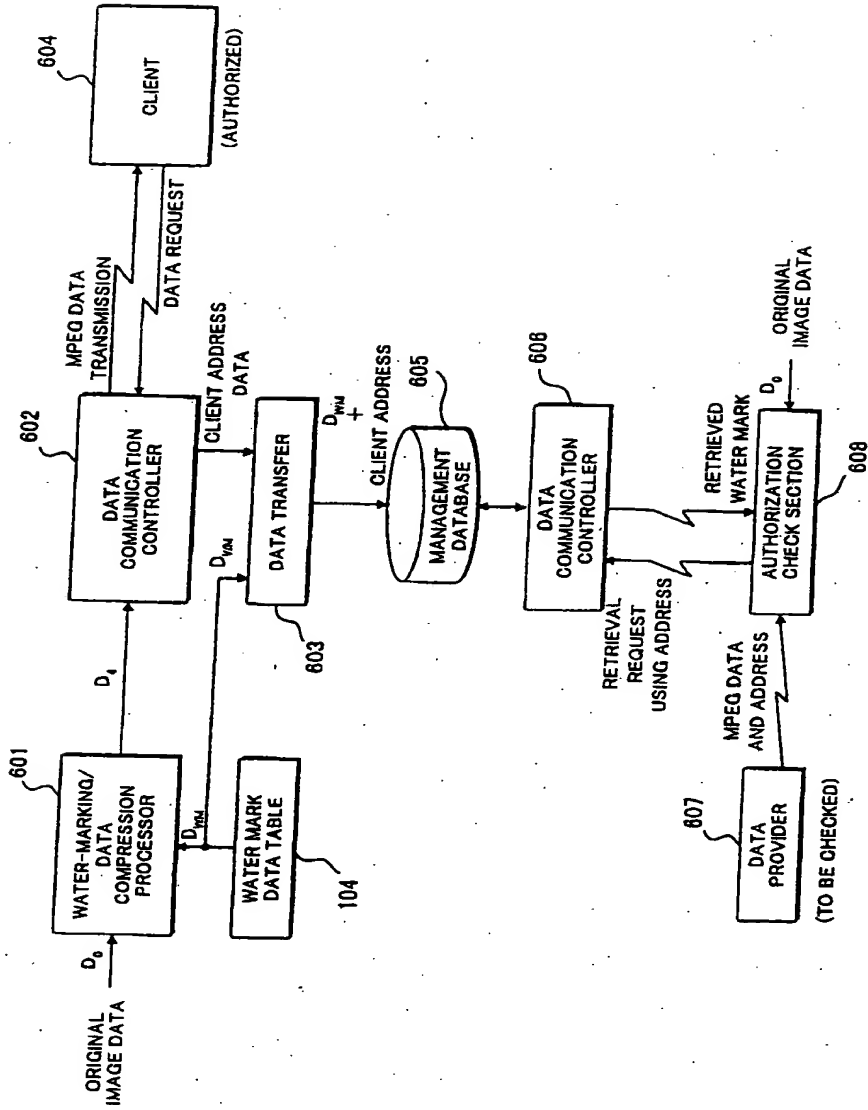 ORIGINAL
IMAGE DATA
D₀
601
WATER-MARKING/
DATA
COMPRESSION
PROCESSOR
D₄
602
DATA
COMMUNICATION
CONTROLLER
MPEG DATA
TRANSMISSION
DATA REQUEST
604
CLIENT
(AUTHORIZED)
D_WM
WATER MARK
DATA TABLE
104
D_WM
CLIENT ADDRESS
DATA
DATA TRANSFER
603
D_WM
+
CLIENT ADDRESS
605
MANAGEMENT
DATABASE
606
DATA
COMMUNICATION
CONTROLLER
RETRIEVAL
REQUEST
USING ADDRESS
RETRIEVED
WATER MARK
607
DATA
PROVIDER
(TO BE CHECKED)
MPEG DATA
AND ADDRESS
AUTHORIZATION
CHECK SECTION
608
D₀
ORIGINAL
IMAGE DATA